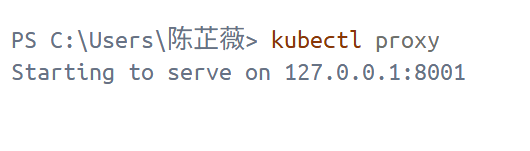 PS C:\Users\陈芷薇> kubectl proxy
Starting to serve on 127.0.0.1:8001